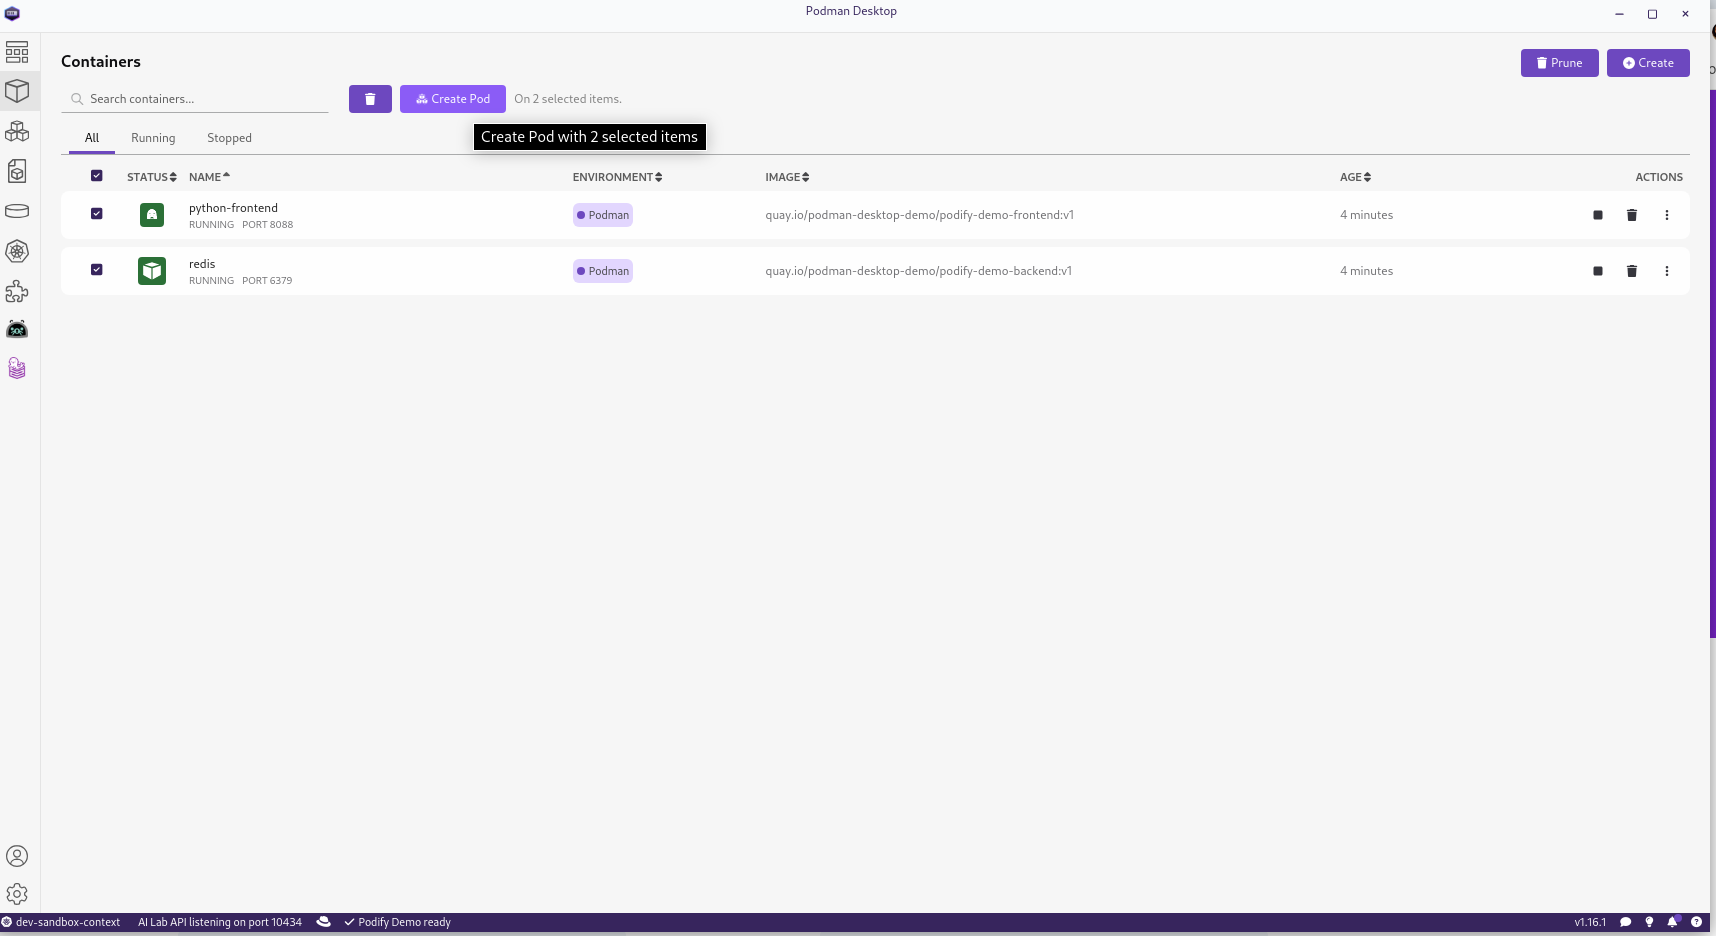 Podman Desktop
Containers
Prune
Create
Search containers...
Create Pod
On 2 selected items.
Create Pod with 2 selected items
All
Running
Stopped
STATUS
NAME
ENVIRONMENT
IMAGE
AGE
ACTIONS
python-frontend
RUNNING PORT 8088
Podman
quay.io/podman-desktop-demo/podify-demo-frontend:v1
4 minutes
redis
RUNNING PORT 6379
Podman
quay.io/podman-desktop-demo/podify-demo-backend:v1
4 minutes
dev-sandbox-context
AI Lab API listening on port 10434
Podify Demo ready
v1.16.1